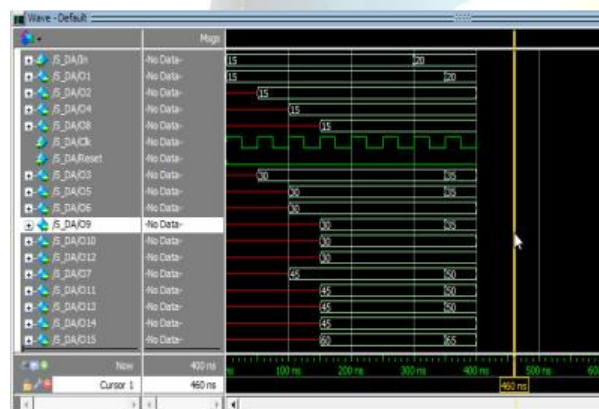 Wave - Default
Msgs
/S_DA/In -No Data- 15 20
/S_DA/O1 -No Data- 15 20
/S_DA/O2 -No Data- 15
/S_DA/O4 -No Data- 15
/S_DA/O8 -No Data- 15
/S_DA/Clk -No Data-
/S_DA/Reset -No Data-
/S_DA/O3 -No Data- 30 35
/S_DA/O5 -No Data- 30 35
/S_DA/O6 -No Data- 30
/S_DA/O9 -No Data- 30 35
/S_DA/O10 -No Data- 30
/S_DA/O12 -No Data- 30
/S_DA/O7 -No Data- 45 50
/S_DA/O11 -No Data- 45 50
/S_DA/O13 -No Data- 45 50
/S_DA/O14 -No Data- 45
/S_DA/O15 -No Data- 60 65
Now 400 ns ns 100 ns 200 ns 300 ns 400 ns 500 ns 600
Cursor 1 460 ns 460 ns